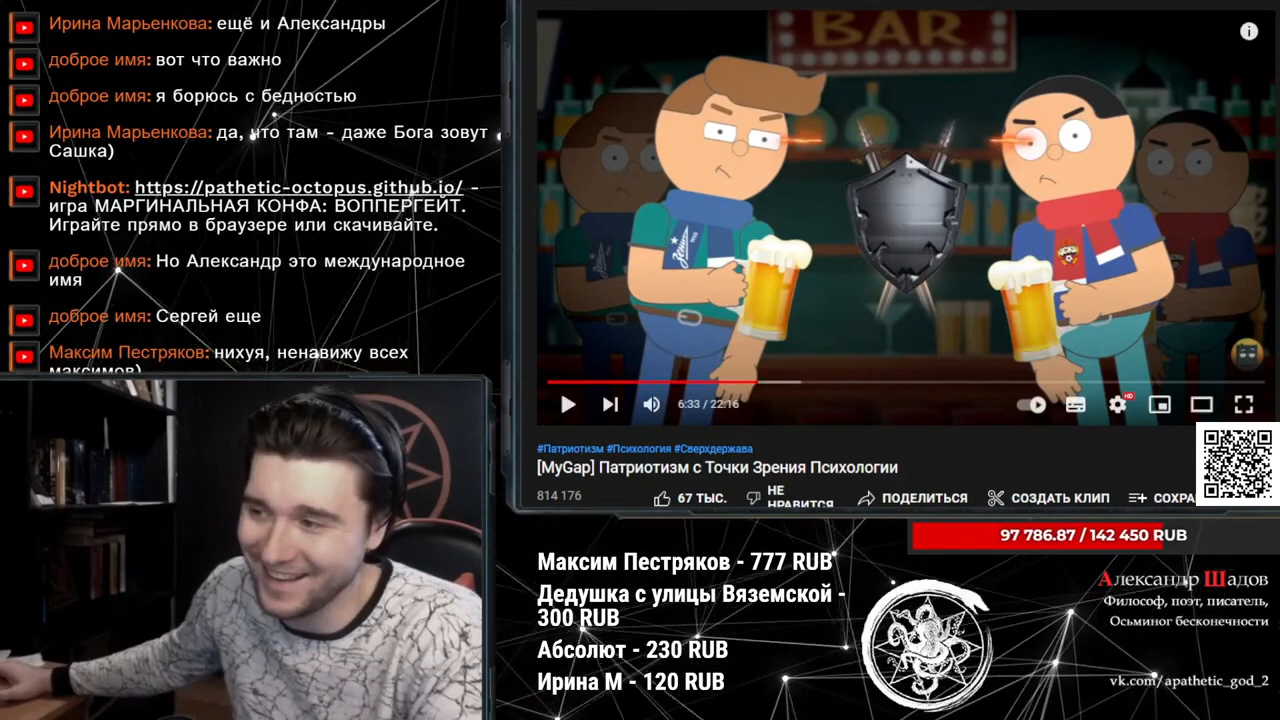 Ирина Марьенкова: ещё и Александры
доброе имя: вот что важно
доброе имя: я борюсь с бедностью
Ирина Марьенкова: да, что там - даже Бога зовут
Сашка)
Nightbot: https://pathetic-octopus.github.io/ -
игра МАРГИНАЛЬНАЯ КОНФА: ВОППЕРГЕЙТ.
Играйте прямо в браузере или скачивайте.
доброе имя: Но Александр это международное
имя
доброе имя: Сергей еще
Максим Пестряков: нихуя, ненавижу всех
максимов)
BAR
Зенит
6:33 / 22:16
HD
#Патриотизм #Психология #Сверхдержава
[MyGap] Патриотизм с Точки Зрения Психологии
814 176
67 ТЫС.
НЕ
НРАВИТСЯ
ПОДЕЛИТЬСЯ
СОЗДАТЬ КЛИП
СОХРА
97 786.87 / 142 450 RUB
Максим Пестряков - 777 RUB
Дедушка с улицы Вяземской -
300 RUB
Абсолют - 230 RUB
Ирина М - 120 RUB
Александр Шадов
Философ, поэт, писатель,
Осьминог бесконечности
vk.com/apathetic_god_2